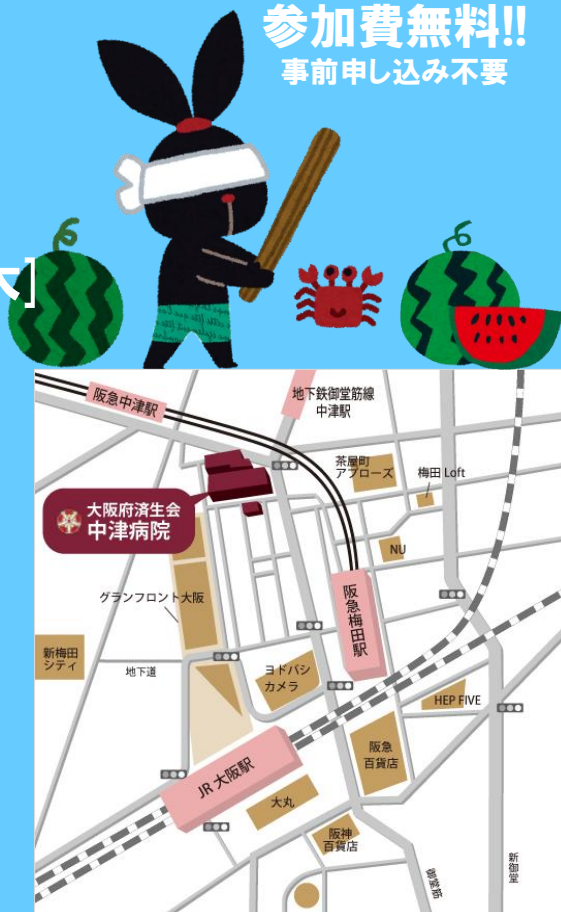 参加費無料!!
事前申し込み不要
]
阪急中津駅
地下鉄御堂筋線
中津駅
茶屋町
アプローズ
梅田 Loft
大阪府済生会
中津病院
NU
グランフロント大阪
阪急梅田駅
新梅田
シティ
地下道
ヨドバシ
カメラ
HEP FIVE
阪急
百貨店
JR 大阪駅
大丸
阪神
百貨店
御堂筋
新御堂